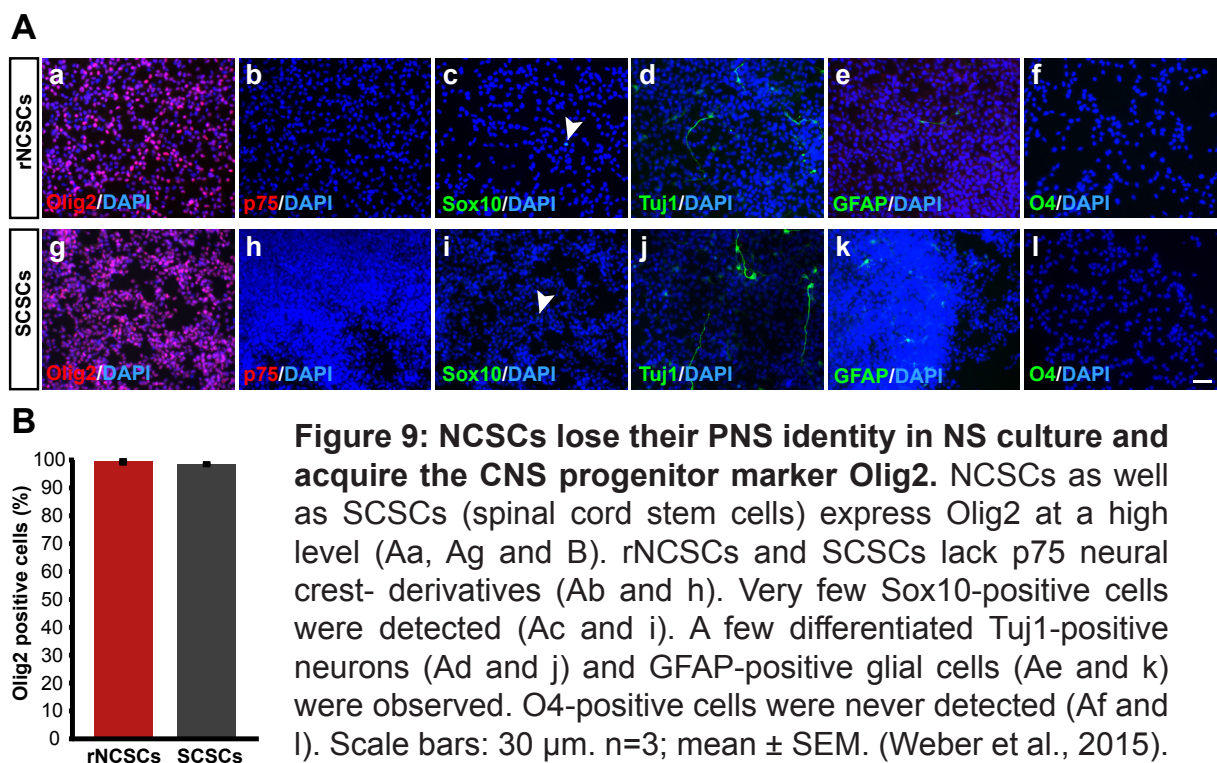 A
rNCSCs
a
b
c
d
e
f
Olig2/DAPI
p75/DAPI
Sox10/DAPI
Tuj1/DAPI
GFAP/DAPI
O4/DAPI
SCSCs
g
h
i
j
k
l
Olig2/DAPI
p75/DAPI
Sox10/DAPI
Tuj1/DAPI
GFAP/DAPI
O4/DAPI
B
Olig2 positive cells (%)
100
90
80
70
60
50
40
30
20
10
0
rNCSCs SCSCs
Figure 9: NCSCs lose their PNS identity in NS culture and
acquire the CNS progenitor marker Olig2. NCSCs as well
as SCSCs (spinal cord stem cells) express Olig2 at a high
level (Aa, Ag and B). rNCSCs and SCSCs lack p75 neural
crest- derivatives (Ab and h). Very few Sox10-positive cells
were detected (Ac and i). A few differentiated Tuj1-positive
neurons (Ad and j) and GFAP-positive glial cells (Ae and k)
were observed. O4-positive cells were never detected (Af and
l). Scale bars: 30 µm. n=3; mean ± SEM. (Weber et al., 2015).